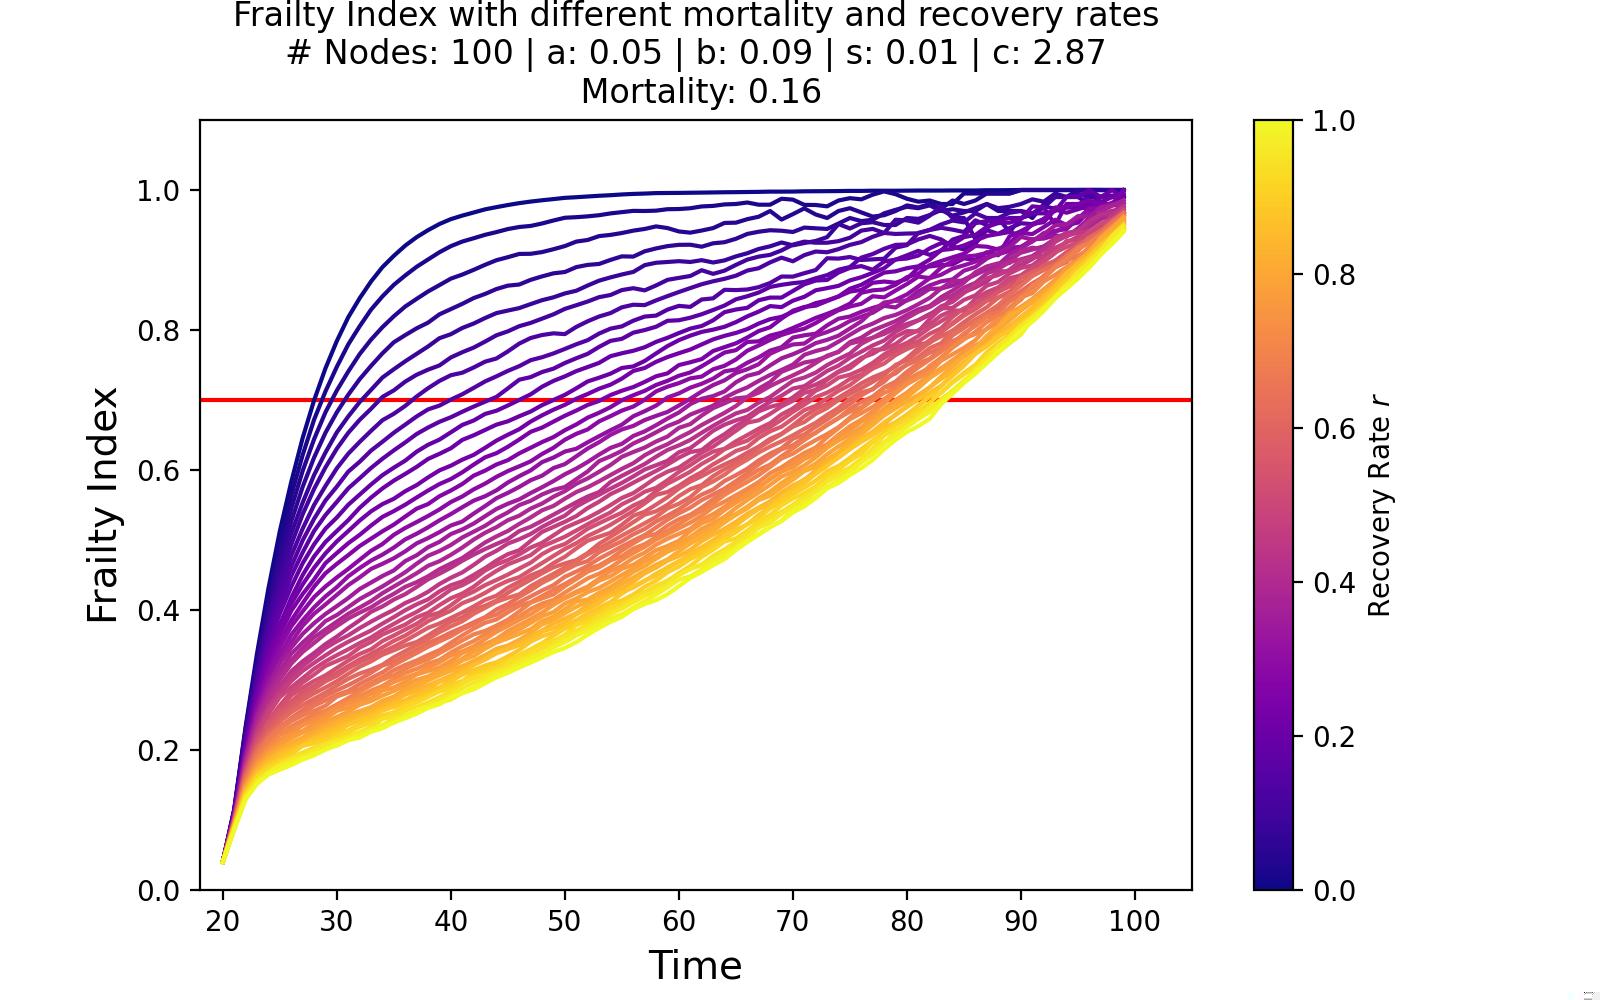 Frailty Index with different mortality and recovery rates
# Nodes: 100 | a: 0.05 | b: 0.09 | s: 0.01 | c: 2.87
Mortality: 0.16
1.0
0.8
0.6
0.4
0.2
0.0
Frailty Index
20 30 40 50 60 70 80 90 100
Time
1.0
0.8
0.6
0.4
0.2
0.0
Recovery Rate r